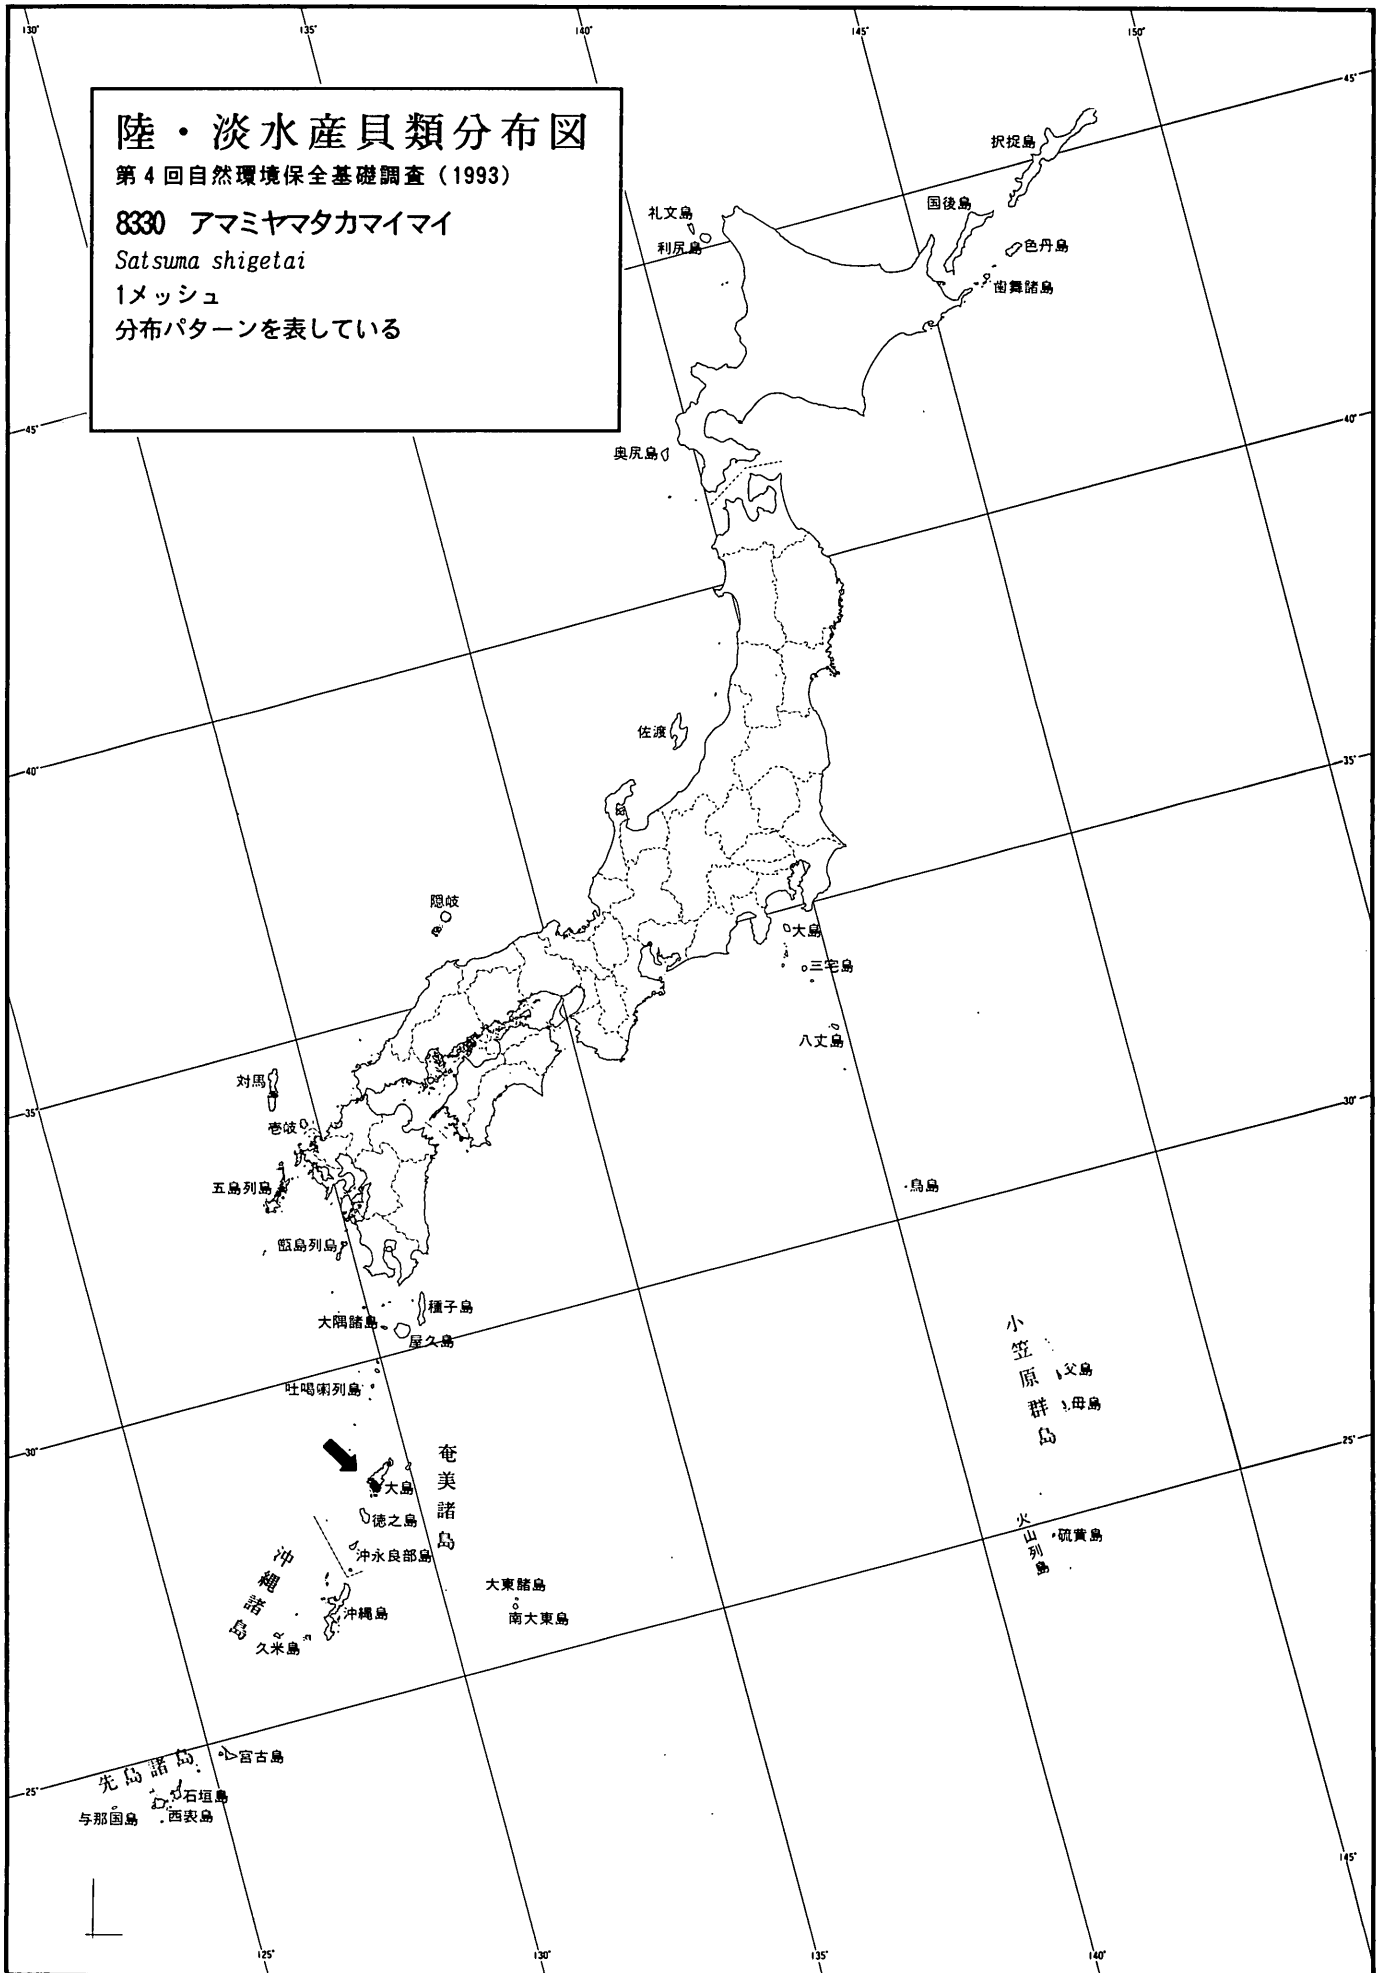 130°
135°
140°
145°
150°
陸・淡水産貝類分布図
第4回自然環境保全基礎調査（1993）
8330 アマミヤマタカマイマイ
Satsuma shigetai
1メッシュ
分布パターンを表している
45°
択捉島
国後島
礼文島
利尻島
色丹島
歯舞諸島
40°
45°
奥尻島
佐渡
35°
40°
隠岐
大島
三宅島
八丈島
対馬
35°
壱岐
30°
五島列島
鳥島
甑島列島
種子島
大隅諸島
屋久島
小笠原群島
父島
母島
吐喝喇列島
30°
25°
奄美諸島
大島
徳之島
沖永良部島
火山列島
硫黄島
沖縄諸島
沖縄島
久米島
大東諸島
南大東島
先島諸島
宮古島
石垣島
西表島
与那国島
25°
145°
125°
130°
135°
140°